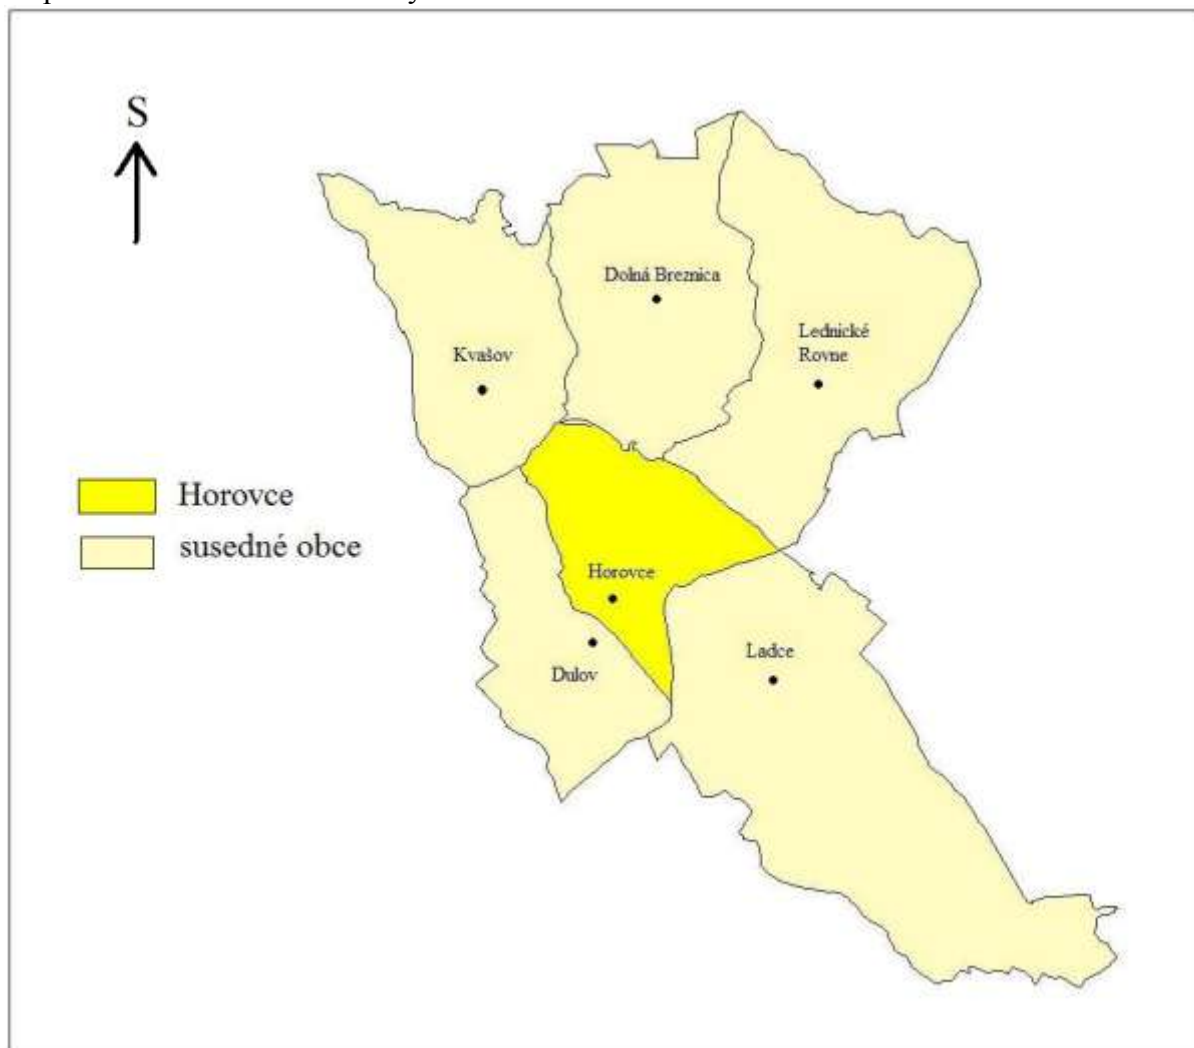 S
Dolná Breznica
Lednické
Rovne
Kvašov
Horovce
susedné obce
Horovce
Ladce
Dulov